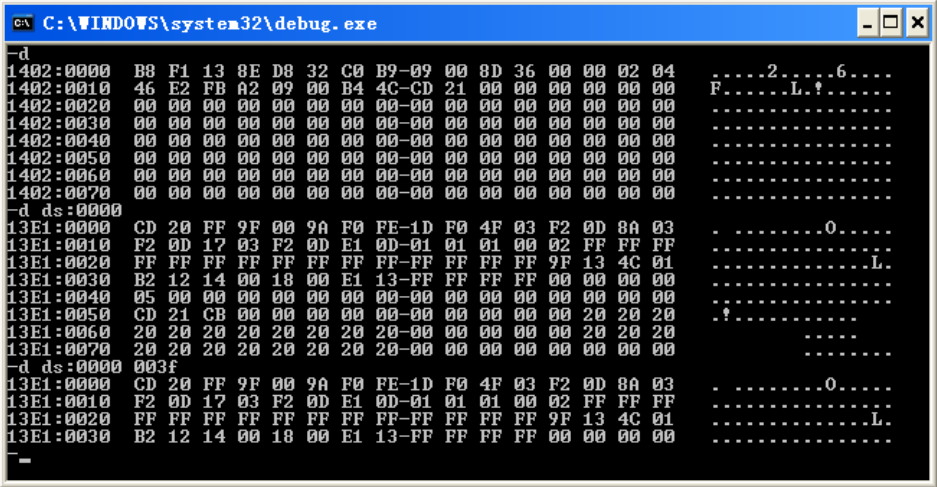 C:\WINDOWS\system32\debug.exe
-d
1402:0000  B8 F1 13 8E D8 32 C0 B9-09 00 8D 36 00 00 02 04   .....2.....6....
1402:0010  46 E2 FB A2 09 00 B4 4C-CD 21 00 00 00 00 00 00   F......L.!......
1402:0020  00 00 00 00 00 00 00 00-00 00 00 00 00 00 00 00   ................
1402:0030  00 00 00 00 00 00 00 00-00 00 00 00 00 00 00 00   ................
1402:0040  00 00 00 00 00 00 00 00-00 00 00 00 00 00 00 00   ................
1402:0050  00 00 00 00 00 00 00 00-00 00 00 00 00 00 00 00   ................
1402:0060  00 00 00 00 00 00 00 00-00 00 00 00 00 00 00 00   ................
1402:0070  00 00 00 00 00 00 00 00-00 00 00 00 00 00 00 00   ................
-d ds:0000
13E1:0000  CD 20 FF 9F 00 9A F0 FE-1D F0 4F 03 F2 0D 8A 03   . ........O.....
13E1:0010  F2 0D 17 03 F2 0D E1 0D-01 01 01 00 02 FF FF FF   ................
13E1:0020  FF FF FF FF FF FF FF FF-FF FF FF FF 9F 13 4C 01   ..............L.
13E1:0030  B2 12 14 00 18 00 E1 13-FF FF FF FF 00 00 00 00   ................
13E1:0040  05 00 00 00 00 00 00 00-00 00 00 00 00 00 00 00   ................
13E1:0050  CD 21 CB 00 00 00 00 00-00 00 00 00 00 20 20 20   .!...........
13E1:0060  20 20 20 20 20 20 20 20-00 00 00 00 00 20 20 20           .....
13E1:0070  20 20 20 20 20 20 20 20-00 00 00 00 00 00 00 00           ........
-d ds:0000 003f
13E1:0000  CD 20 FF 9F 00 9A F0 FE-1D F0 4F 03 F2 0D 8A 03   . ........O.....
13E1:0010  F2 0D 17 03 F2 0D E1 0D-01 01 01 00 02 FF FF FF   ................
13E1:0020  FF FF FF FF FF FF FF FF-FF FF FF FF 9F 13 4C 01   ..............L.
13E1:0030  B2 12 14 00 18 00 E1 13-FF FF FF FF 00 00 00 00   ................
-